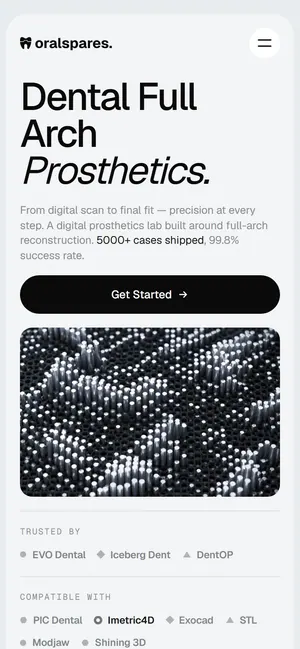 oralspares.
Dental Full
Arch
Prosthetics.
From digital scan to final fit — precision at every
step. A digital prosthetics lab built around full-arch
reconstruction. 5000+ cases shipped, 99.8%
success rate.
Get Started →
TRUSTED BY
EVO Dental Iceberg Dent DentOP
COMPATIBLE WITH
PIC Dental Imetric4D Exocad STL
Modjaw Shining 3D